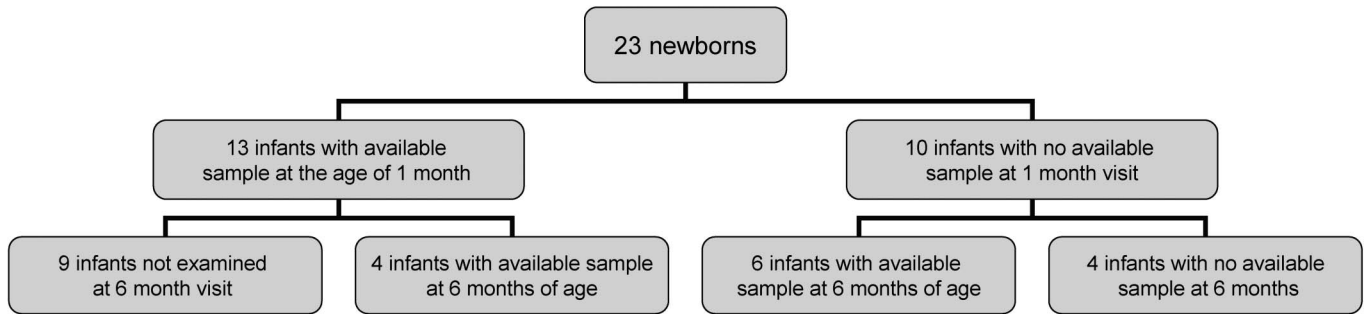 23 newborns
13 infants with available
sample at the age of 1 month
10 infants with no available
sample at 1 month visit
9 infants not examined
at 6 month visit
4 infants with available sample
at 6 months of age
6 infants with available
sample at 6 months of age
4 infants with no available
sample at 6 months